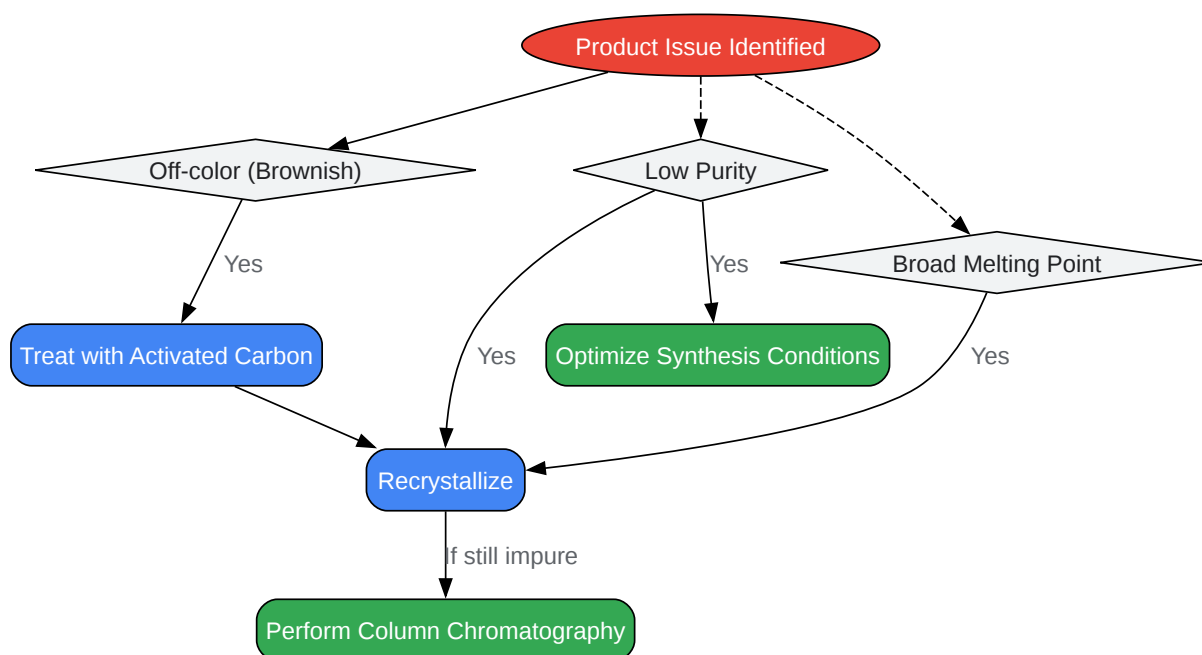 Product Issue Identified
Off-color (Brownish)
Low Purity
Yes
Yes
Broad Melting Point
Treat with Activated Carbon
Yes
Optimize Synthesis Conditions
Yes
Recrystallize
If still impure
Perform Column Chromatography